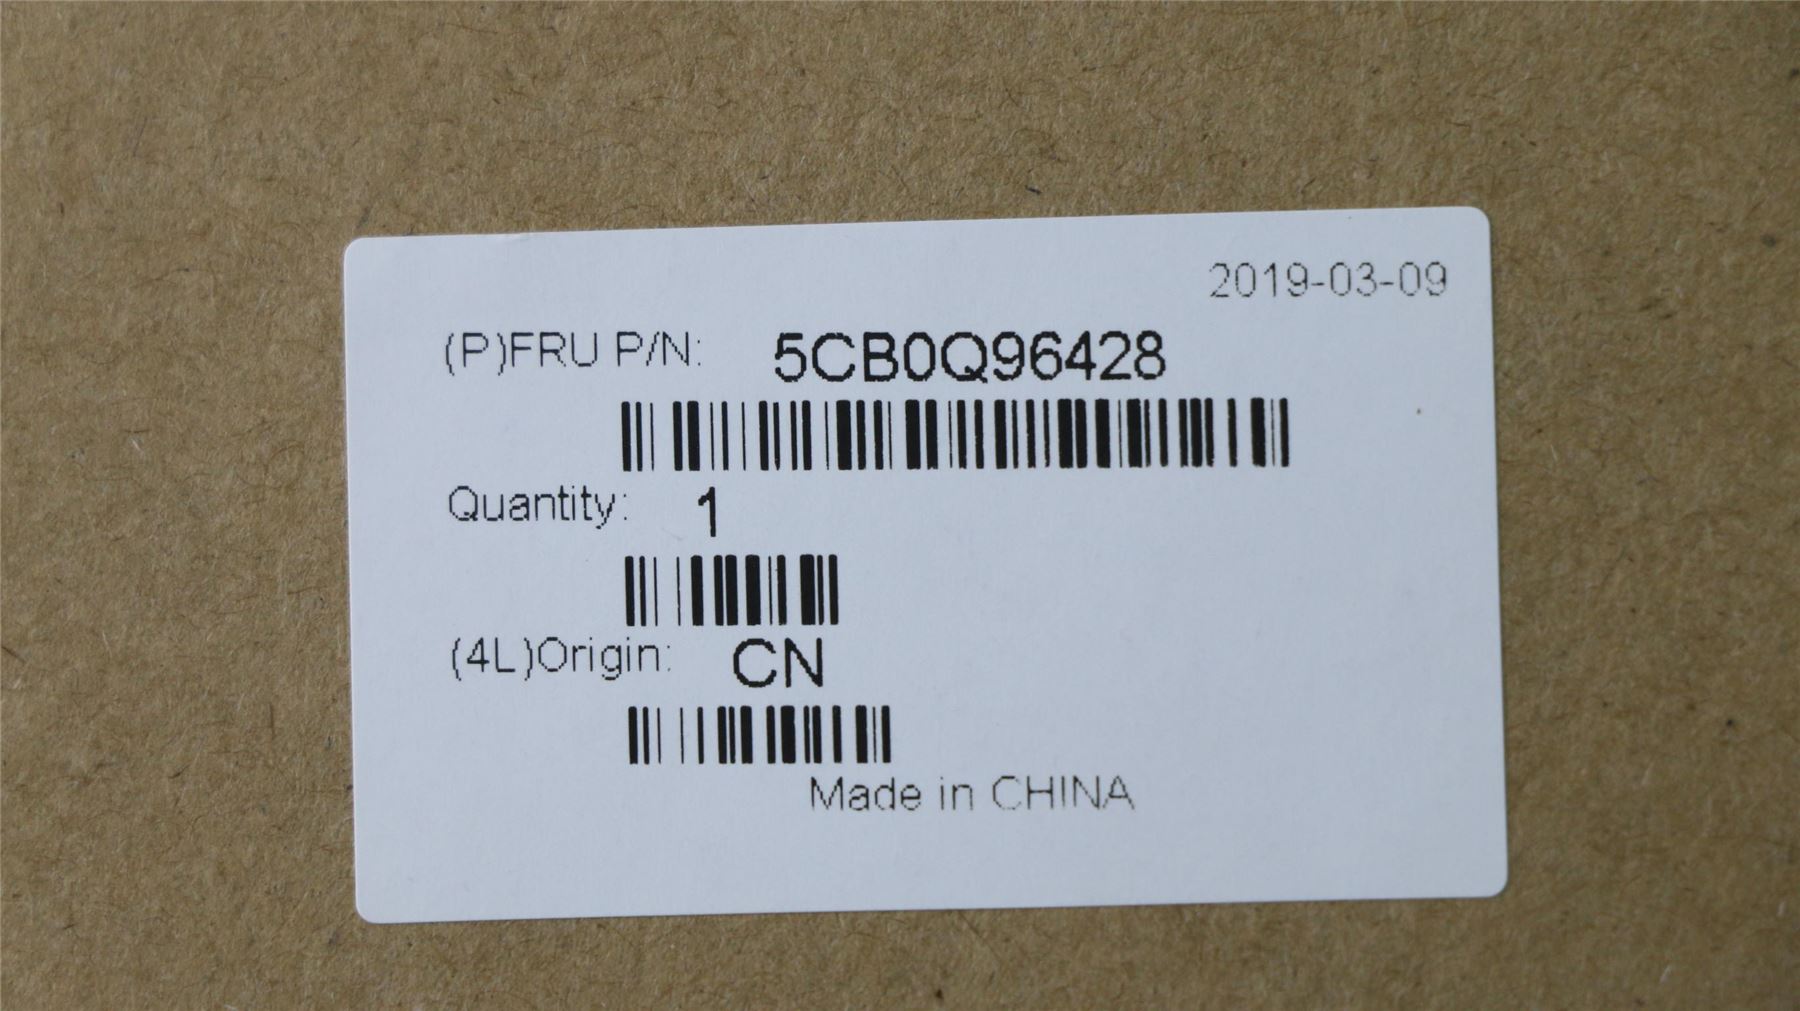 2019-03-09
(P)FRU P/N: 5CB0Q96428
Quantity: 1
(4L)Origin: CN
Made in CHINA